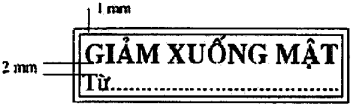 1 mm
GIẢM XUỐNG MẬT
2 mm
Từ........................................